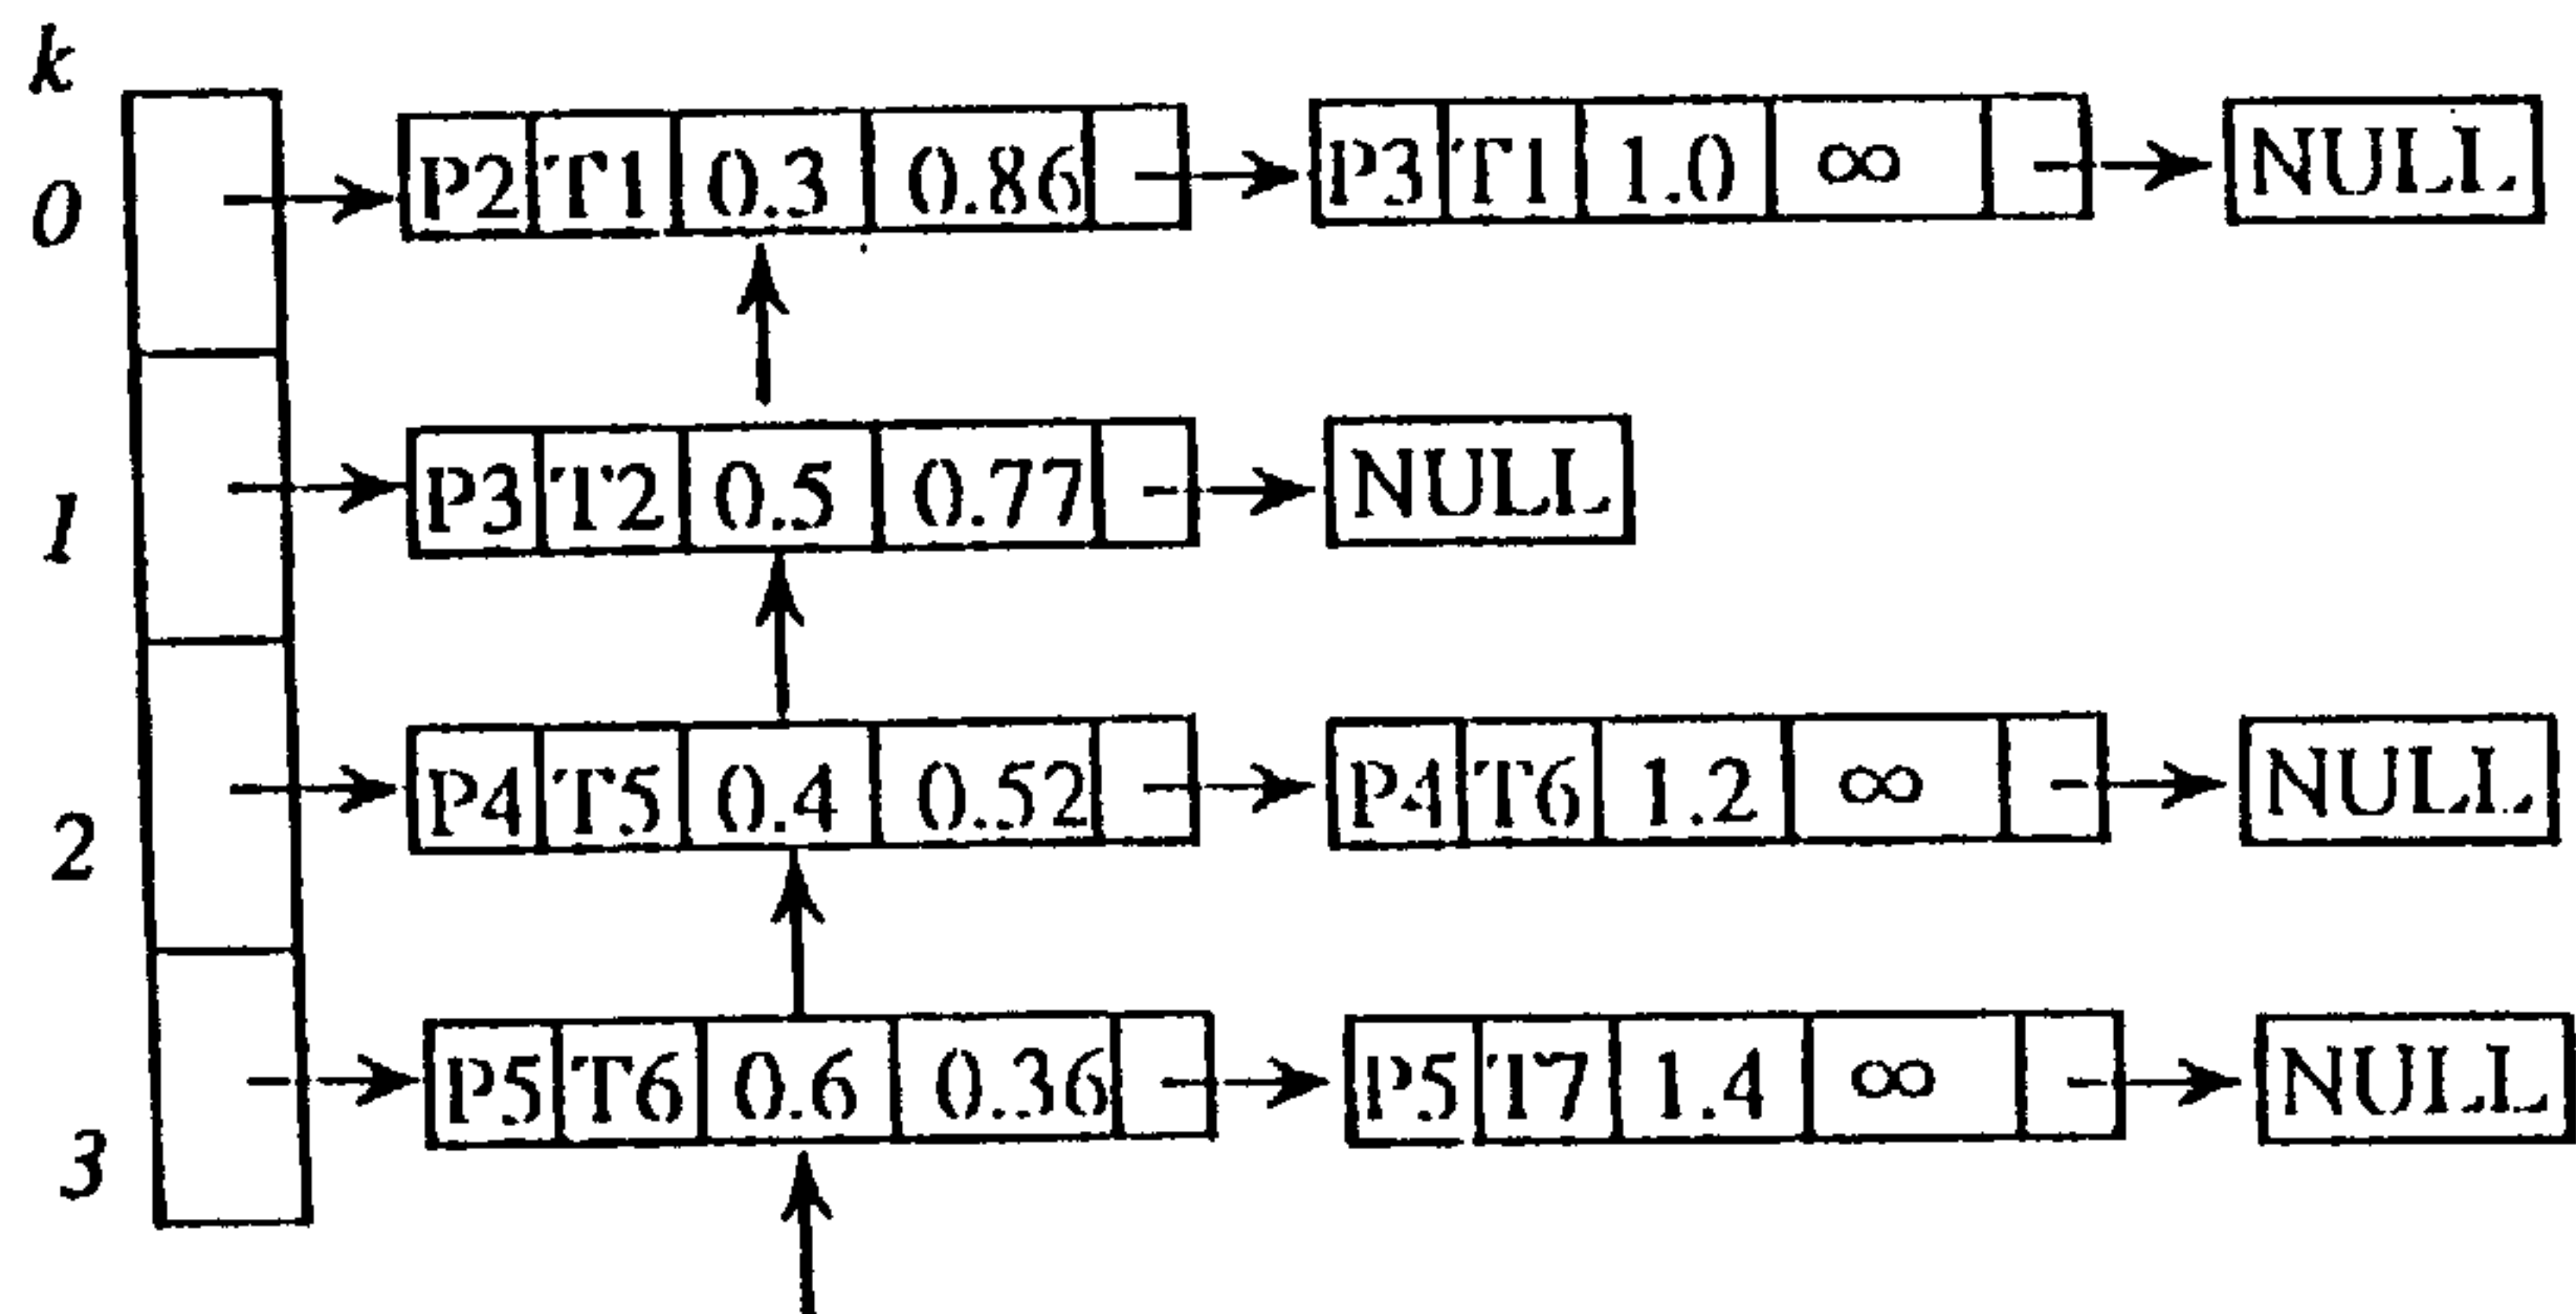 k
0 P2 T1 0.3 0.86 P3 T1 1.0 ∞ NULL
1 P3 T2 0.5 0.77 NULL
2 P4 T5 0.4 0.52 P4 T6 1.2 ∞ NULL
3 P5 T6 0.6 0.36 P5 T7 1.4 ∞ NULL